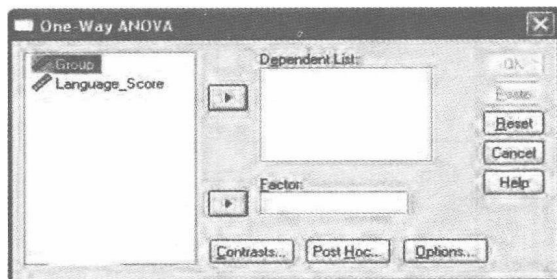 One-Way ANOVA
Group
Language_Score
Dependent List:
OK
Paste
Reset
Cancel
Help
Factor:
Contrasts...
Post Hoc...
Options...